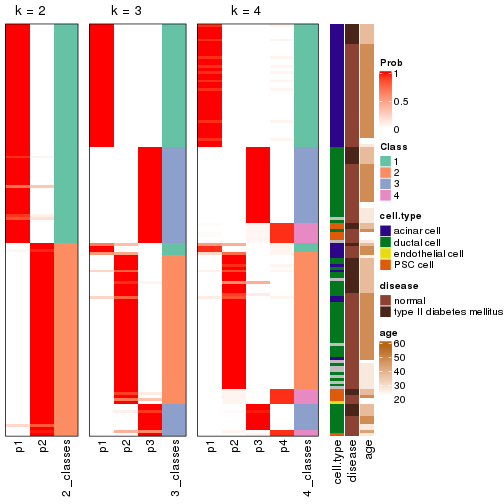 k = 2
k = 3
k = 4
p1
p2
2_classes
p1
p2
p3
3_classes
p1
p2
p3
p4
4_classes
cell.type
disease
age
Prob
1
0.5
0
Class
1
2
3
4
cell.type
acinar cell
ductal cell
endothelial cell
PSC cell
disease
normal
type II diabetes mellitus
age
60
50
40
30
20